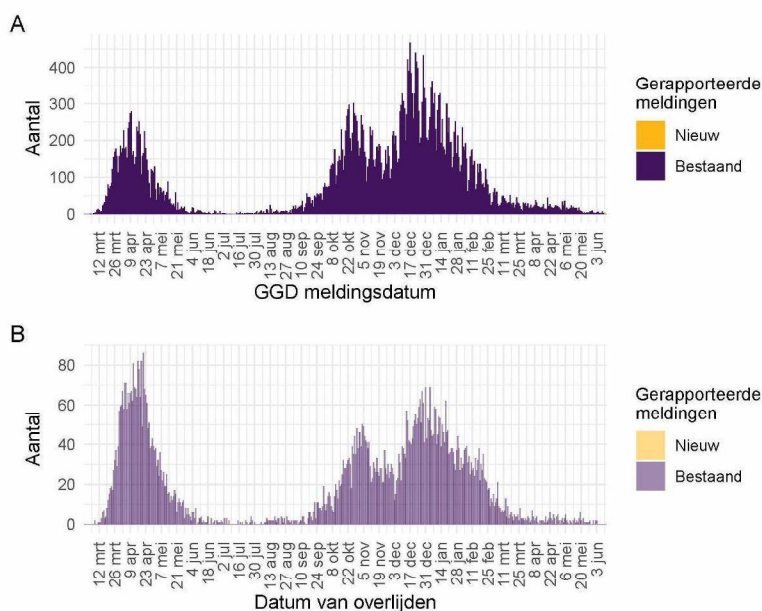 A
Aantal
400
300
200
100
0
12 mrt
26 mrt
9 apr
23 apr
7 mei
21 mei
4 jun
18 jun
2 jul
16 jul
30 jul
13 aug
27 aug
10 sep
24 sep
8 okt
22 okt
5 nov
19 nov
3 dec
17 dec
31 dec
14 jan
28 jan
11 feb
25 feb
11 mrt
25 mrt
8 apr
22 apr
6 mei
20 mei
3 jun
GGD meldingsdatum
Gerapporteerde
meldingen
Nieuw
Bestaand
B
Aantal
80
60
40
20
0
12 mrt
26 mrt
9 apr
23 apr
7 mei
21 mei
4 jun
18 jun
2 jul
16 jul
30 jul
13 aug
27 aug
10 sep
24 sep
8 okt
22 okt
5 nov
19 nov
3 dec
17 dec
31 dec
14 jan
28 jan
11 feb
25 feb
11 mrt
25 mrt
8 apr
22 apr
6 mei
20 mei
3 jun
Datum van overlijden
Gerapporteerde
meldingen
Nieuw
Bestaand